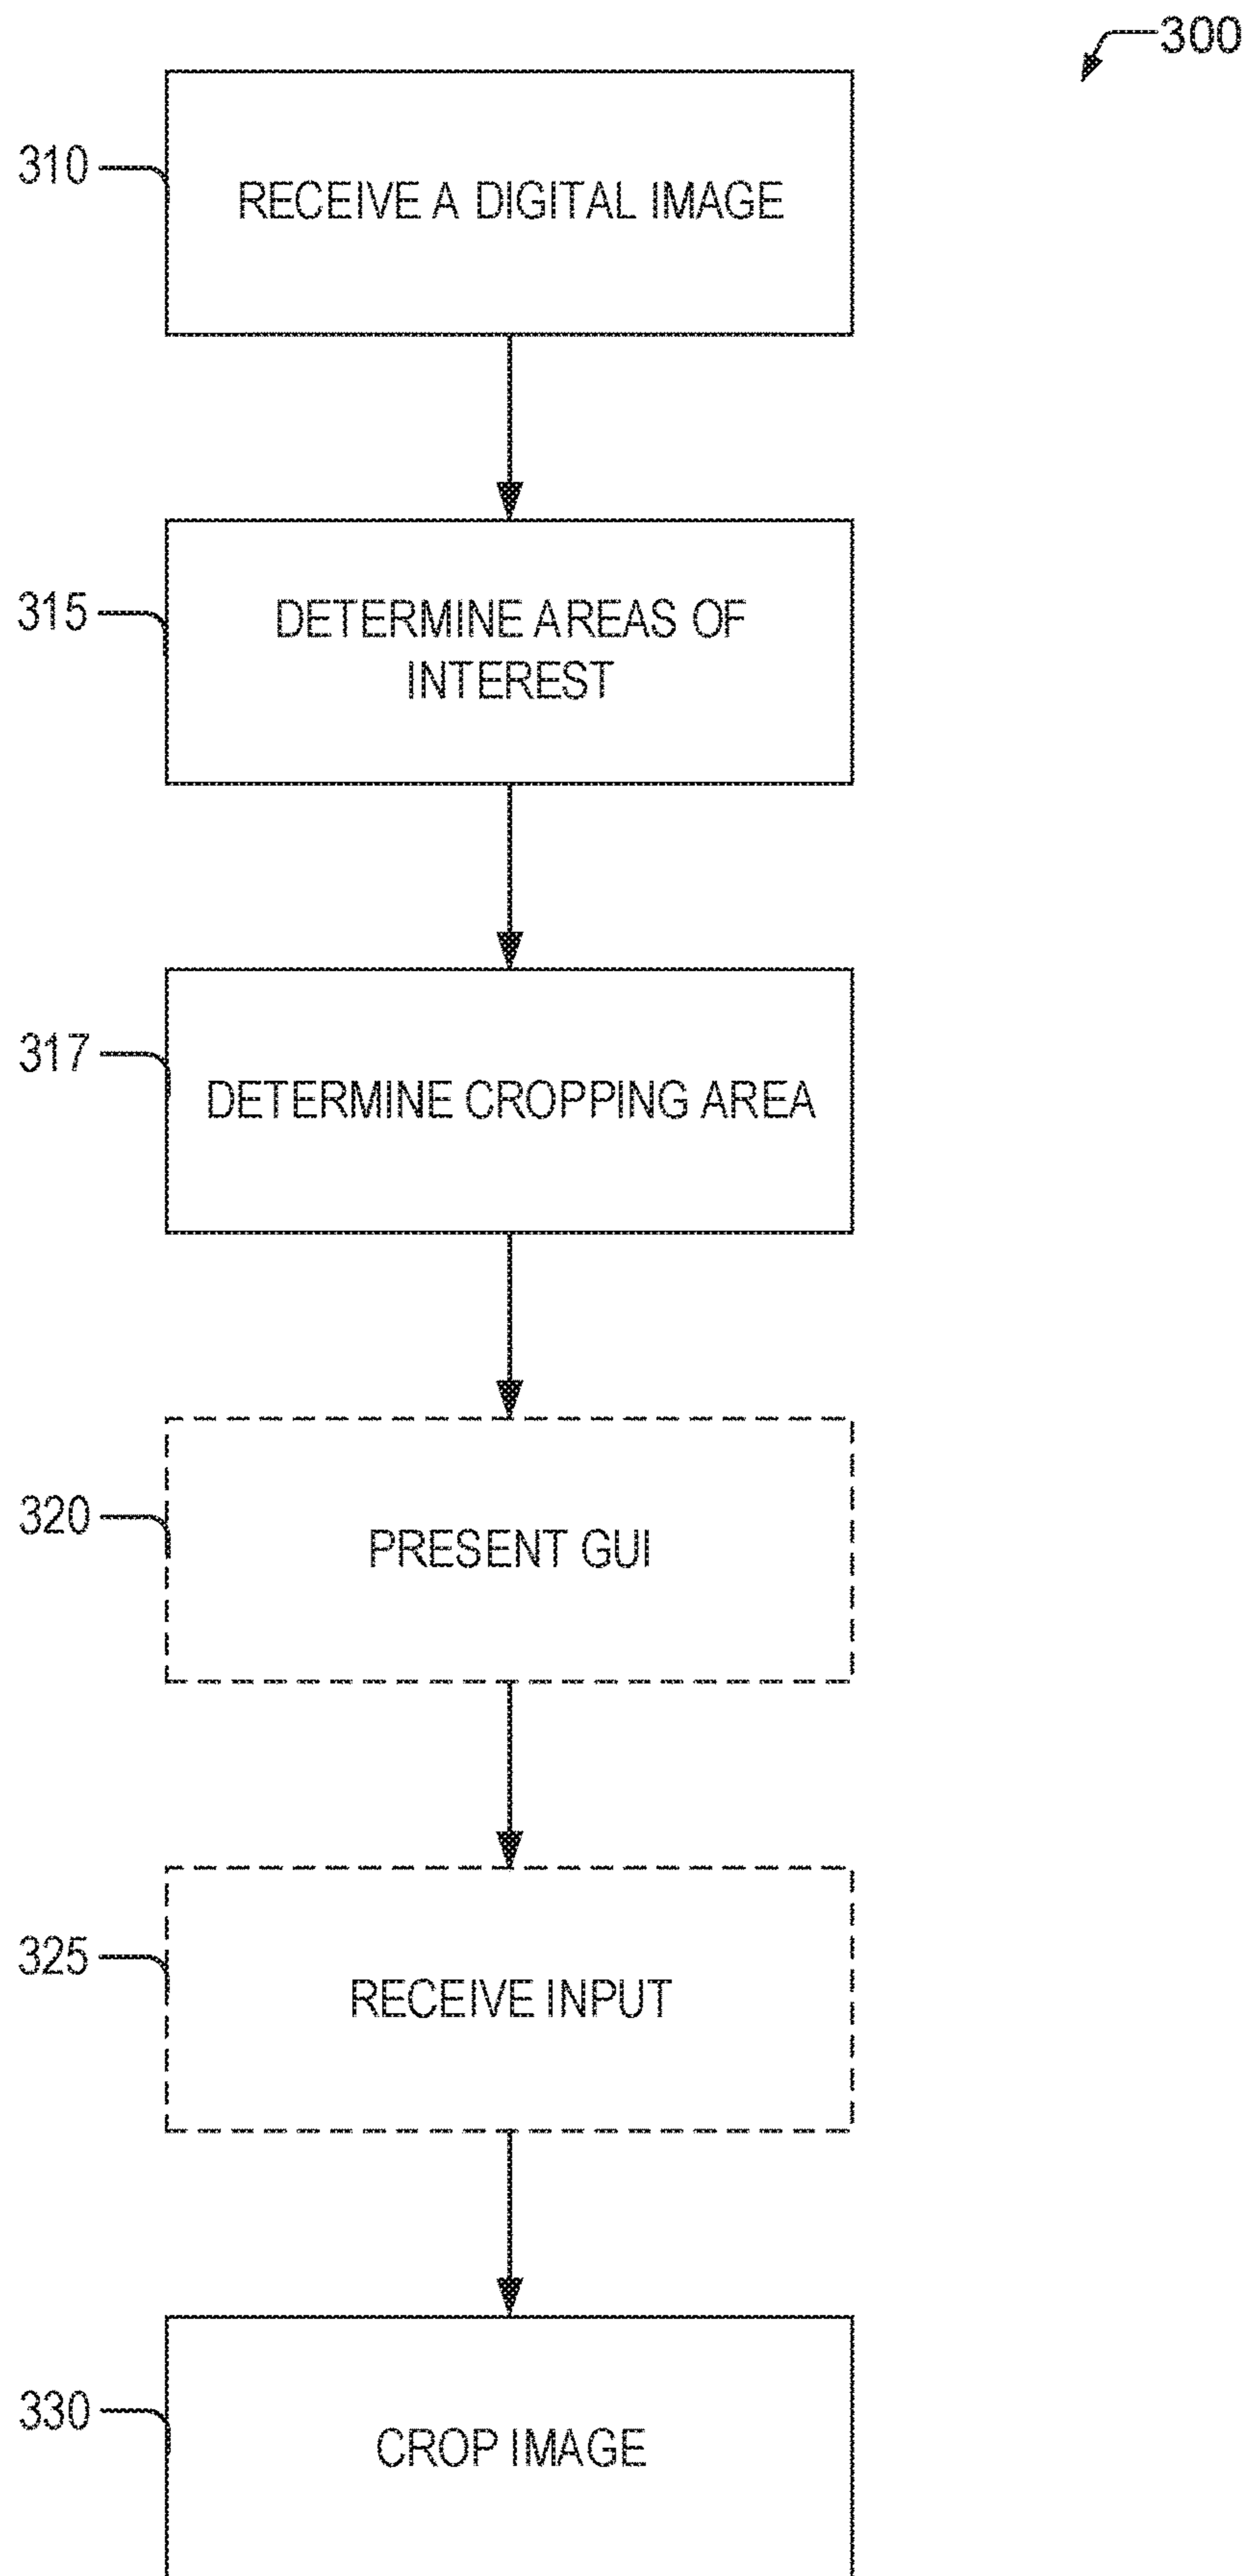 300
310
RECEIVE A DIGITAL IMAGE
315
DETERMINE AREAS OF
INTEREST
317
DETERMINE CROPPING AREA
320
PRESENT GUI
325
RECEIVE INPUT
330
CROP IMAGE